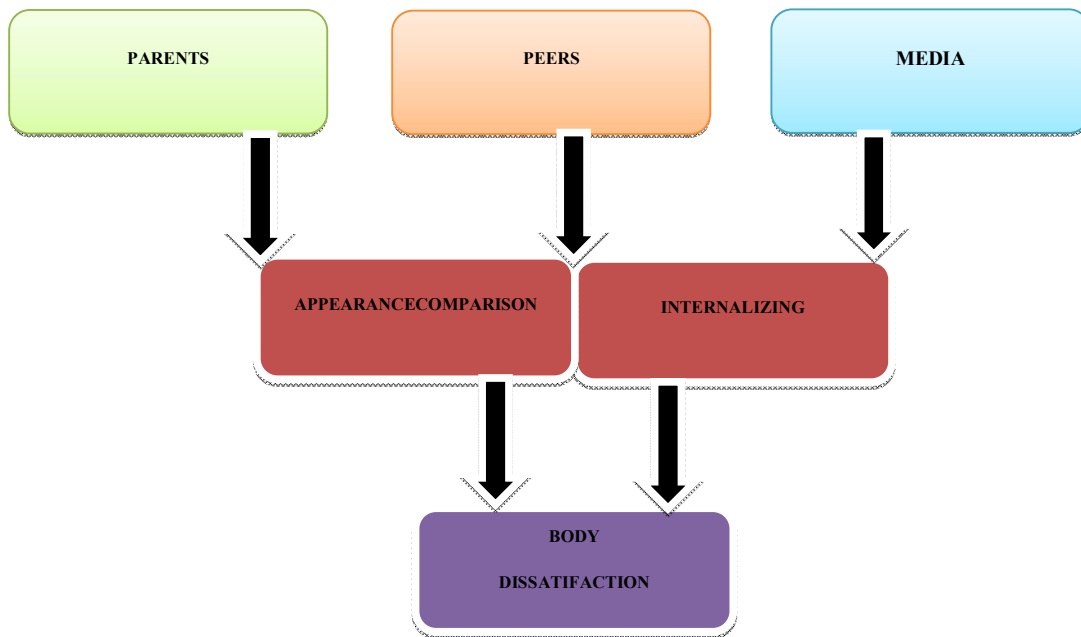 PARENTS
PEERS
MEDIA
APPEARANCECOMPARISON
INTERNALIZING
BODY
DISSATIFACTION